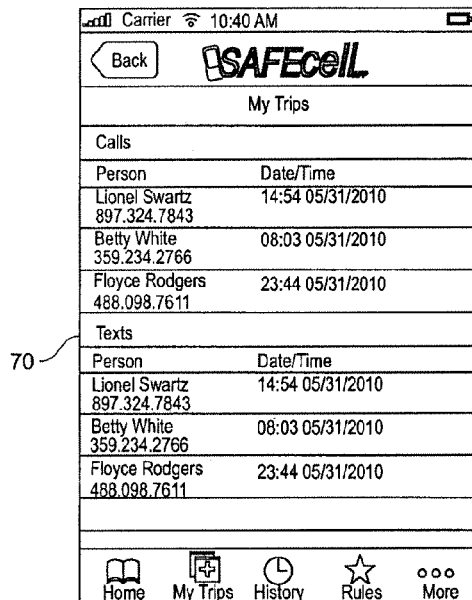 Carrier 10:40 AM
Back SAFEcell
My Trips
Calls
Person Date/Time
Lionel Swartz 14:54 05/31/2010
897.324.7843
Betty White 08:03 05/31/2010
359.234.2766
Floyce Rodgers 23:44 05/31/2010
488.098.7611
70
Texts
Person Date/Time
Lionel Swartz 14:54 05/31/2010
897.324.7843
Betty White 08:03 05/31/2010
359.234.2766
Floyce Rodgers 23:44 05/31/2010
488.098.7611
Home My Trips History Rules More